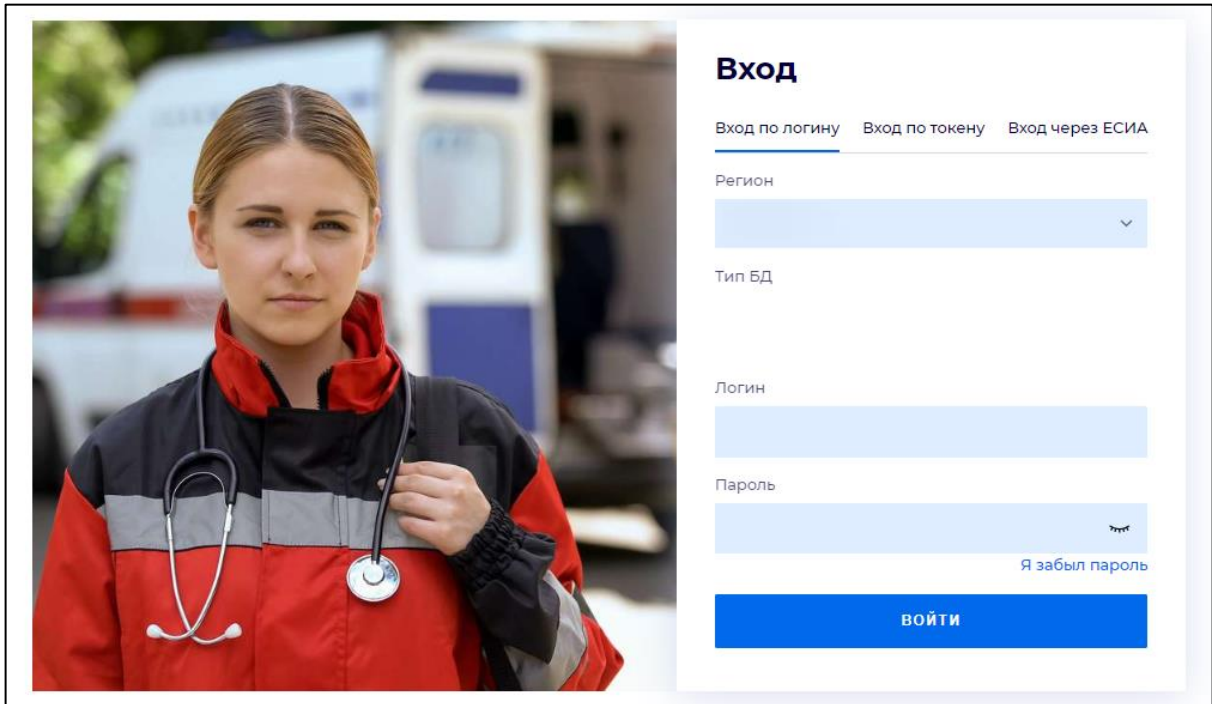 Вход
Вход по логину Вход по токену Вход через ЕСИА
Регион
Тип БД
Логин
Пароль
Я забыл пароль
ВОЙТИ